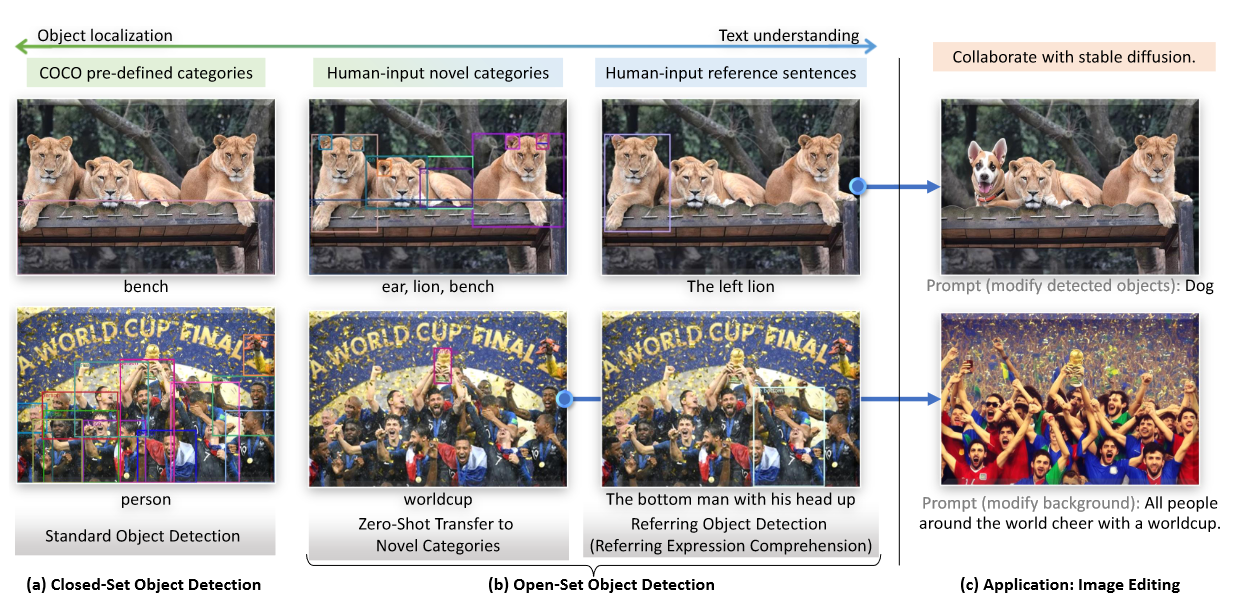 Object localization
Text understanding
COCO pre-defined categories
Human-input novel categories
Human-input reference sentences
Collaborate with stable diffusion.
bench
ear, lion, bench
The left lion
Prompt (modify detected objects): Dog
A WORLD CUP FINAL
A WORLD CUP FINAL
A WORLD CUP FINAL
person
worldcup
The bottom man with his head up
Prompt (modify background): All people
around the world cheer with a worldcup.
Standard Object Detection
Zero-Shot Transfer to
Novel Categories
Referring Object Detection
(Referring Expression Comprehension)
(a) Closed-Set Object Detection
(b) Open-Set Object Detection
(c) Application: Image Editing